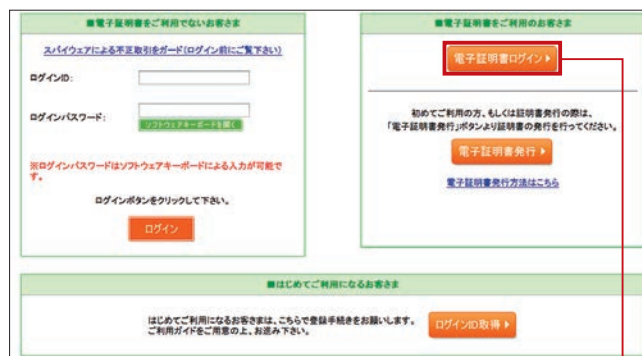 ■電子証明書をご利用でないお客さま
スパイウェアによる不正取引をガード(ログイン前にご覧下さい)
ログインID:
ログインパスワード:
ソフトウェアキーボードを開く
※ログインパスワードはソフトウェアキーボードによる入力が可能で
す。
ログインボタンをクリックして下さい。
ログイン
■電子証明書をご利用のお客さま
電子証明書ログイン
初めてご利用の方、もしくは証明書発行の際は、
「電子証明書発行」ボタンより証明書の発行を行ってください。
電子証明書発行
電子証明書発行方法はこちら
■はじめてご利用になるお客さま
はじめてご利用になるお客さまは、こちらで登録手続きをお願いします。
ご利用ガイドをご用意の上、お進み下さい。
ログインID取得